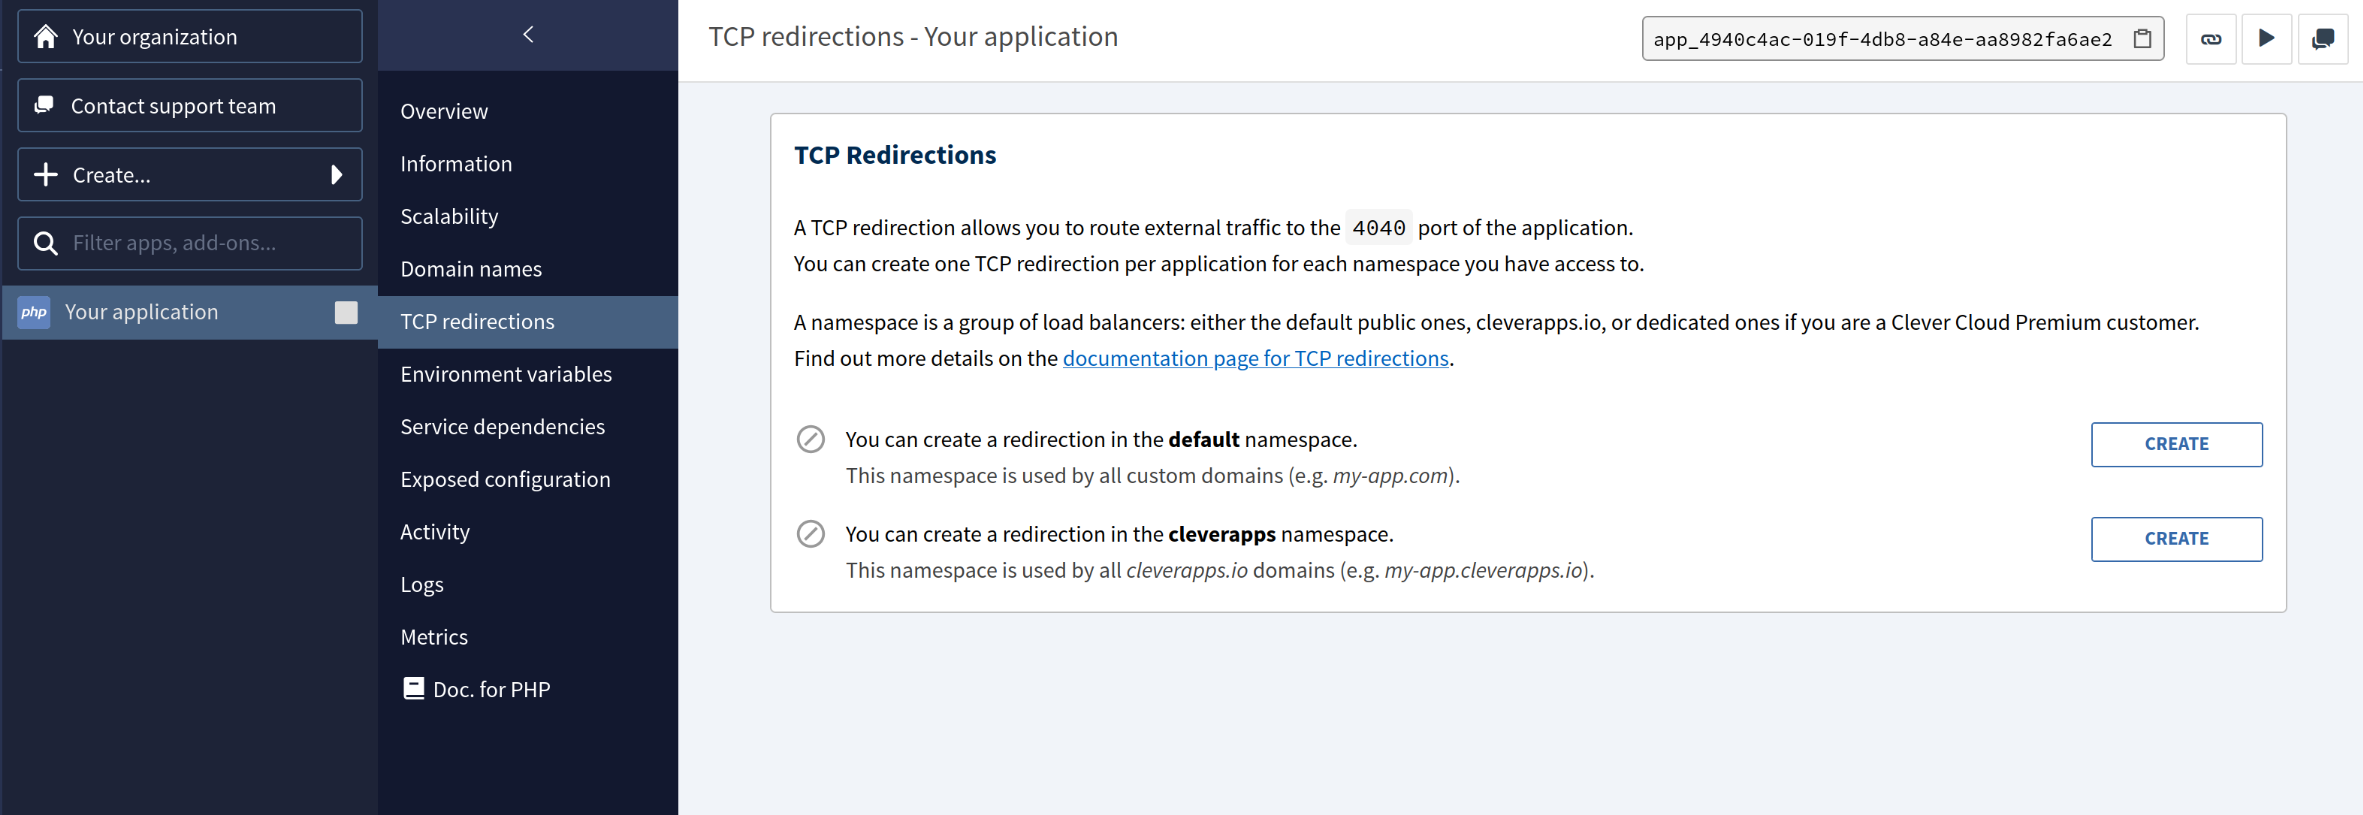 Your organization
Contact support team
Create...
Filter apps, add-ons...
php Your application
Overview
Information
Scalability
Domain names
TCP redirections
Environment variables
Service dependencies
Exposed configuration
Activity
Logs
Metrics
Doc. for PHP
TCP redirections - Your application
app_4940c4ac-019f-4db8-a84e-aa8982fa6ae2
TCP Redirections
A TCP redirection allows you to route external traffic to the 4040 port of the application.
You can create one TCP redirection per application for each namespace you have access to.
A namespace is a group of load balancers: either the default public ones, cleverapps.io, or dedicated ones if you are a Clever Cloud Premium customer.
Find out more details on the documentation page for TCP redirections.
You can create a redirection in the default namespace.
This namespace is used by all custom domains (e.g. my-app.com).
CREATE
You can create a redirection in the cleverapps namespace.
This namespace is used by all cleverapps.io domains (e.g. my-app.cleverapps.io).
CREATE